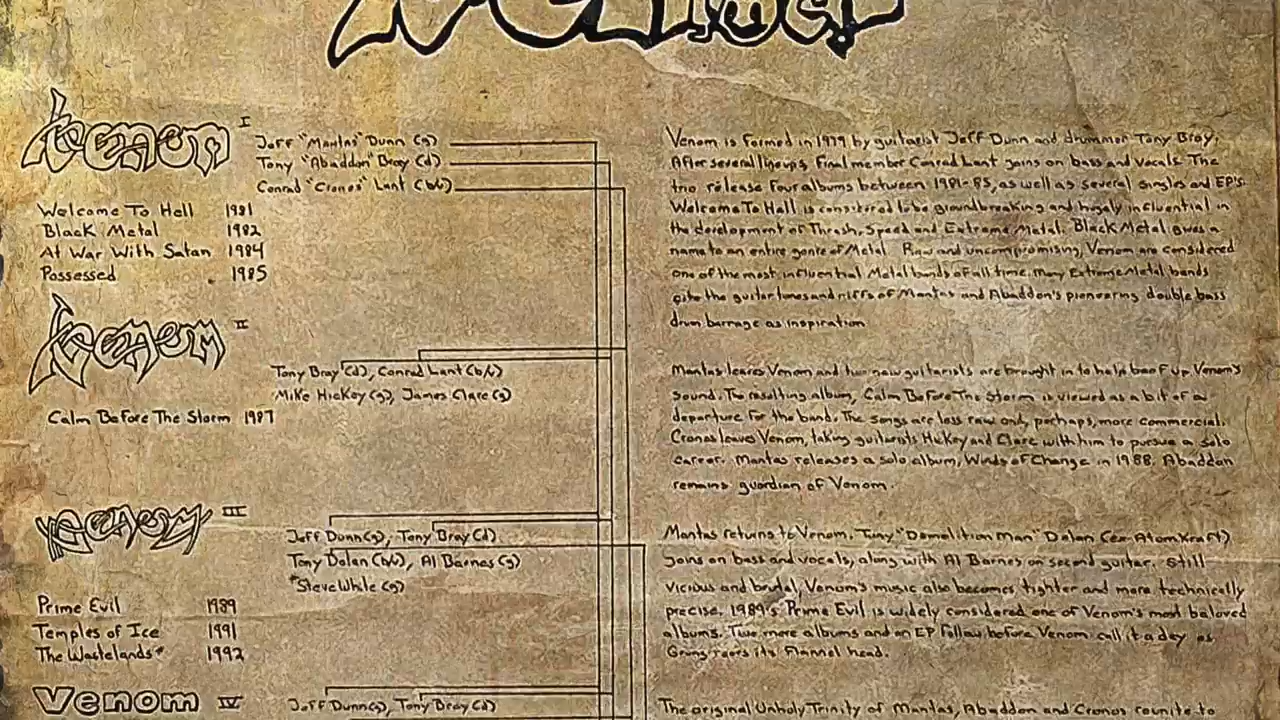 Venom
Venom I
Jeff "Mantas" Dunn (g)
Tony "Abaddon" Bray (d)
Conrad "Cronos" Lant (b/v)
Welcome To Hell 1981
Black Metal 1982
At War With Satan 1984
Possessed 1985
Venom is formed in 1979 by guitarist Jeff Dunn and drummer Tony Bray.
After several lineups, final member Conrad Lant joins on bass and vocals. The
trio release four albums between 1981-85, as well as several singles and EP's.
Welcome To Hell is considered to be groundbreaking and hugely influential in
the development of Thrash, Speed and Extreme Metal. Black Metal gives a
name to an entire genre of Metal. Raw and uncompromising, Venom are considered
one of the most influential Metal bands of all time. Many Extreme Metal bands
cite the guitar tones and riffs of Mantas and Abaddon's pioneering double bass
drum barrage as inspiration
Venom II
Tony Bray (d), Conrad Lant (b/v)
Mike Hickey (g), James Clare (g)
Calm Before The Storm 1987
Mantas leaves Venom and two new guitarists are brought in to help beef up Venom's
sound. The resulting album, Calm Before The Storm is viewed as a bit of a
departure for the band. The songs are less raw and, perhaps, more commercial.
Cronos leaves Venom, taking guitarists Hickey and Clare with him to pursue a solo
career. Mantas releases a solo album, Winds of Change in 1988. Abaddon
remains guardian of Venom.
Venom III
Jeff Dunn (g), Tony Bray (d)
Tony Dolan (b/v), Al Barnes (g)
*Steve White (g)
Prime Evil 1989
Temples of Ice 1991
The Wastelands* 1992
Mantas returns to Venom. Tony "Demolition Man" Dolan (ex-Atomkraft)
joins on bass and vocals, along with Al Barnes on second guitar. Still
vicious and brutal, Venom's music also becomes tighter and more technically
precise. 1989's Prime Evil is widely considered one of Venom's most beloved
albums. Two more albums and an EP follow before Venom call it a day as
Grunge rears its flannel head.
Venom IV
Jeff Dunn (g), Tony Bray (d)
The original Unholy Trinity of Mantas, Abaddon and Cronos reunite to